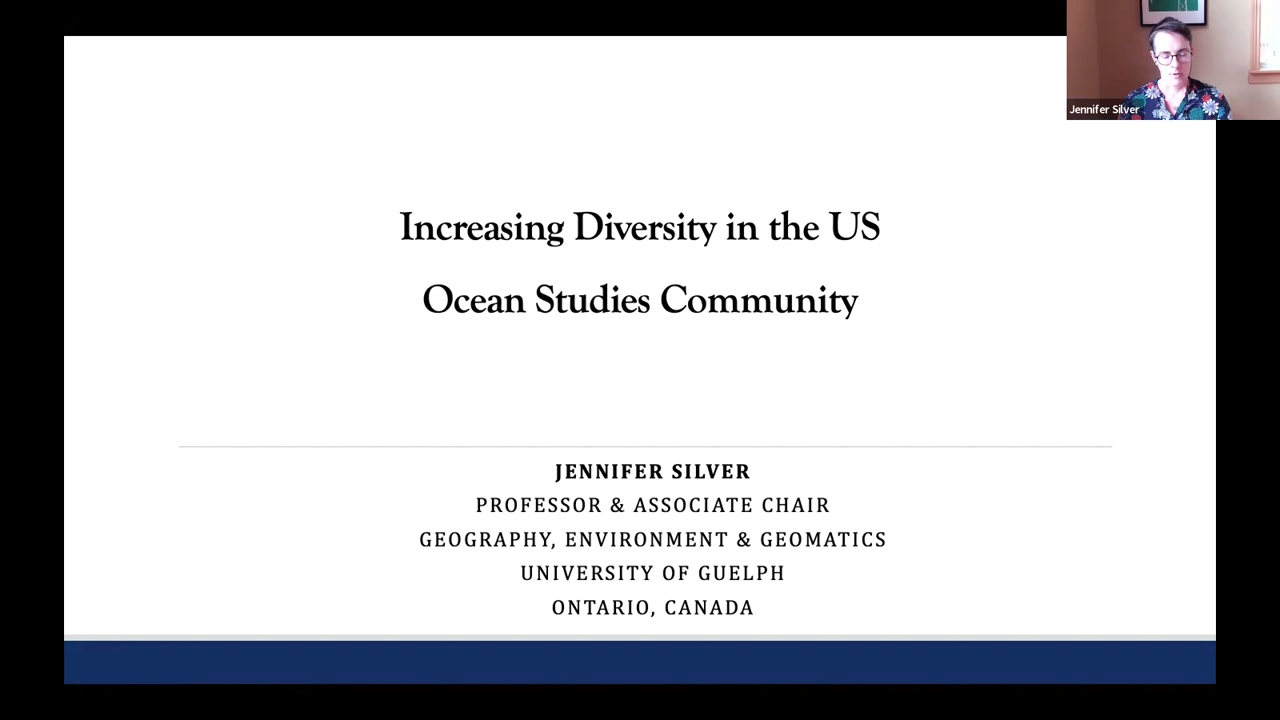 Jennifer Silver
Increasing Diversity in the US
Ocean Studies Community
JENNIFER SILVER
PROFESSOR & ASSOCIATE CHAIR
GEOGRAPHY, ENVIRONMENT & GEOMATICS
UNIVERSITY OF GUELPH
ONTARIO, CANADA